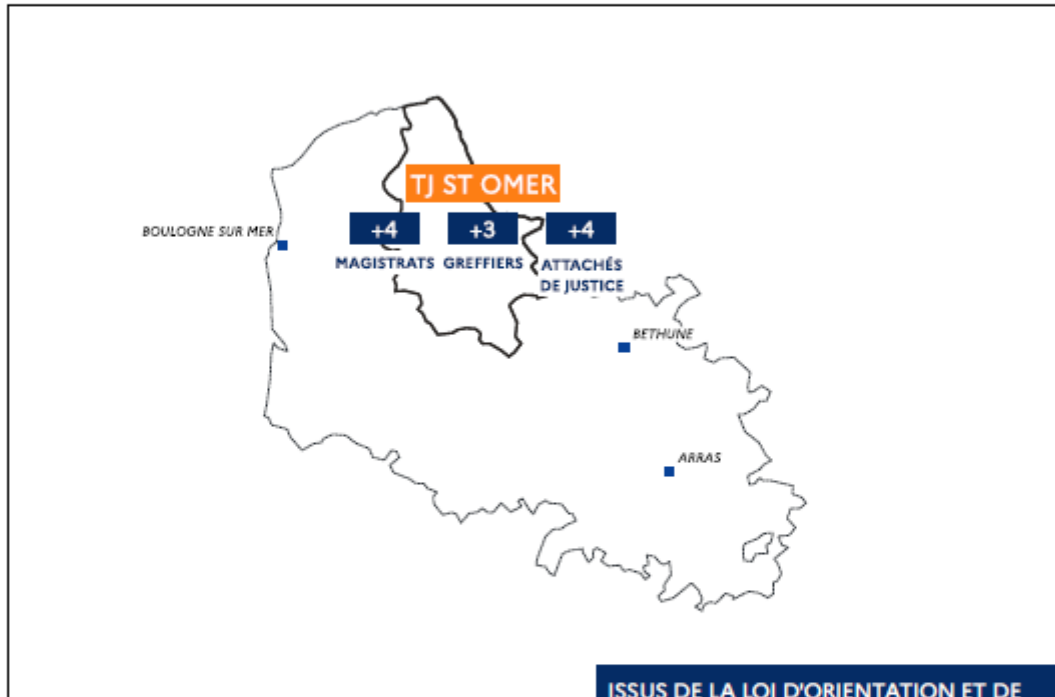 TJ ST OMER
BOULOGNE SUR MER
+4
+3
+4
MAGISTRATS
GREFFIERS
ATTACHÉS
DE JUSTICE
BETHUNE
ARRAS
ISSUS DE LA LOI D'ORIENTATION ET DE